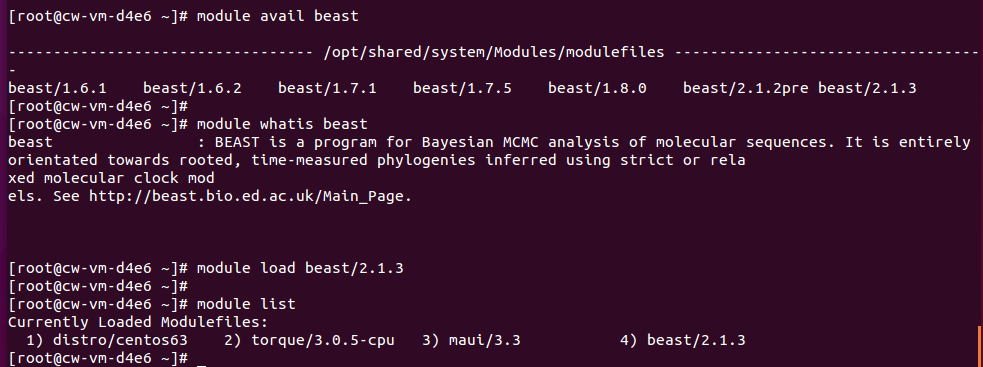 [root@cw-vm-d4e6 ~]# module avail beast
---------------------------------- /opt/shared/system/Modules/modulefiles ----------------------------------
-
beast/1.6.1    beast/1.6.2    beast/1.7.1    beast/1.7.5    beast/1.8.0    beast/2.1.2pre beast/2.1.3
[root@cw-vm-d4e6 ~]#
[root@cw-vm-d4e6 ~]# module whatis beast
beast                : BEAST is a program for Bayesian MCMC analysis of molecular sequences. It is entirely
orientated towards rooted, time-measured phylogenies inferred using strict or rela
xed molecular clock mod
els. See http://beast.bio.ed.ac.uk/Main_Page.
[root@cw-vm-d4e6 ~]# module load beast/2.1.3
[root@cw-vm-d4e6 ~]#
[root@cw-vm-d4e6 ~]# module list
Currently Loaded Modulefiles:
  1) distro/centos63    2) torque/3.0.5-cpu   3) maui/3.3           4) beast/2.1.3
[root@cw-vm-d4e6 ~]# _